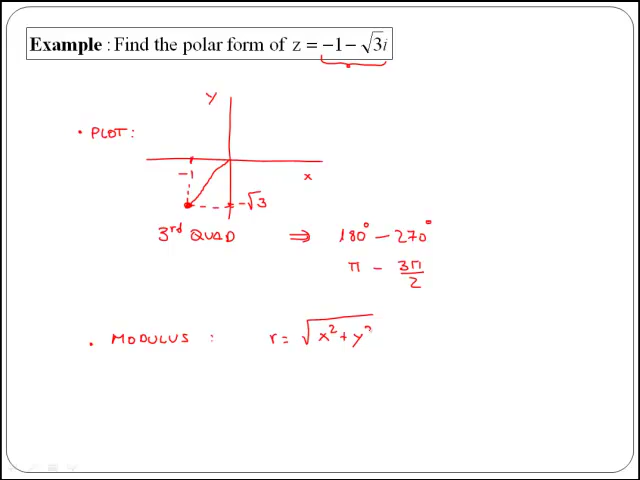 Example : Find the polar form of z = −1 − √3i
y
• PLOT :
−1
x
−√3
3rd QUAD ⇒ 180° − 270°
π − 3π/2
• MODULUS : r = √x² + y²